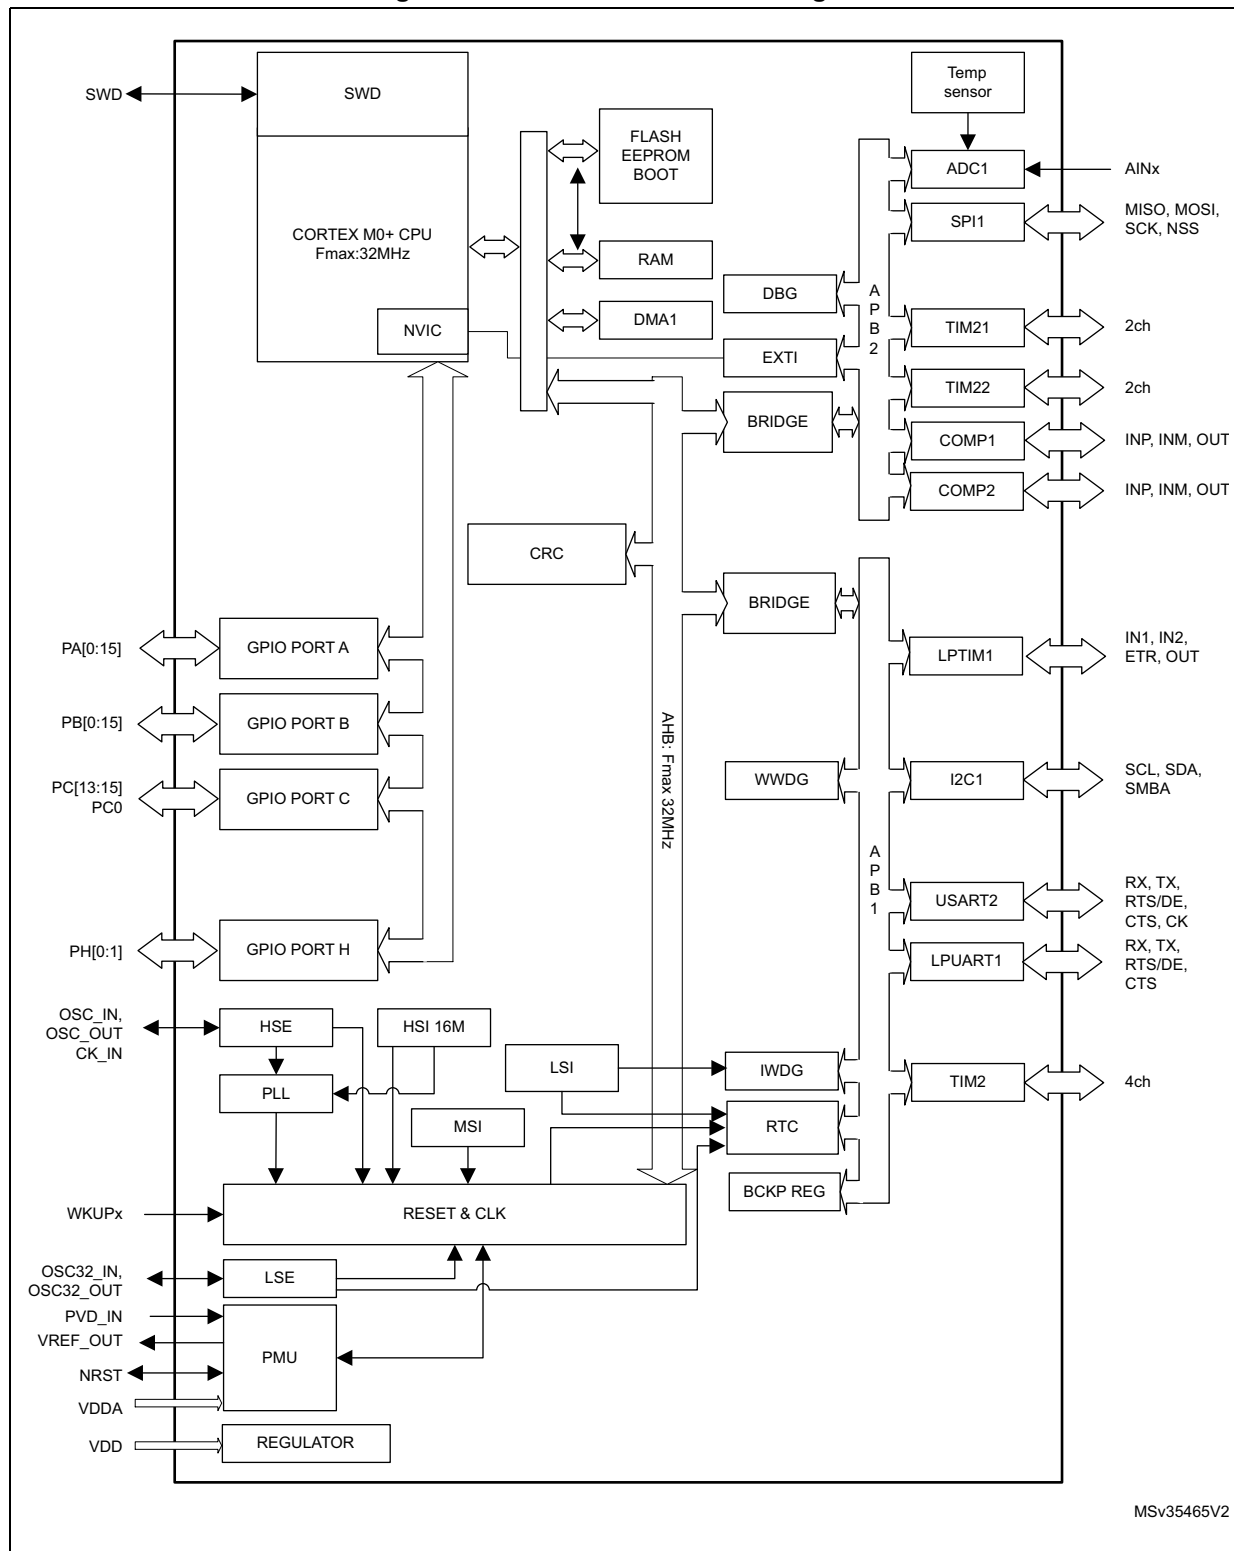 SWD
SWD
CORTEX M0+ CPU
Fmax:32MHz
NVIC
FLASH
EEPROM
BOOT
RAM
DMA1
Temp
sensor
ADC1
AINx
SPI1
MISO, MOSI,
SCK, NSS
DBG
EXTI
APB2
TIM21
2ch
TIM22
2ch
BRIDGE
COMP1
INP, INM, OUT
COMP2
INP, INM, OUT
CRC
BRIDGE
PA[0:15]
GPIO PORT A
LPTIM1
IN1, IN2,
ETR, OUT
PB[0:15]
GPIO PORT B
AHB: Fmax 32MHz
PC[13:15]
PC0
GPIO PORT C
WWDG
I2C1
SCL, SDA,
SMBA
APB1
USART2
RX, TX,
RTS/DE,
CTS, CK
PH[0:1]
GPIO PORT H
LPUART1
RX, TX,
RTS/DE,
CTS
OSC_IN,
OSC_OUT
CK_IN
HSE
HSI 16M
PLL
LSI
IWDG
TIM2
4ch
MSI
RTC
BCKP REG
WKUPx
RESET & CLK
OSC32_IN,
OSC32_OUT
LSE
PVD_IN
VREF_OUT
NRST
VDDA
PMU
VDD
REGULATOR
MSv35465V2